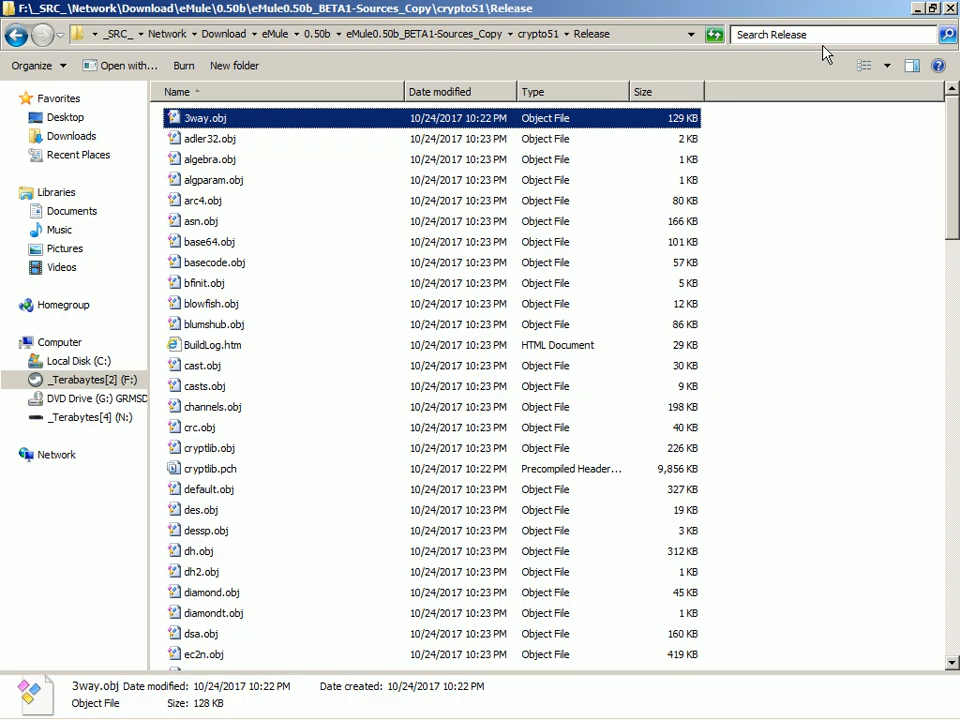 F:\_SRC_\Network\Download\eMule\0.50b\eMule0.50b_BETA1-Sources_Copy\crypto51\Release
_SRC_ Network Download eMule 0.50b eMule0.50b_BETA1-Sources_Copy crypto51 Release Search Release
Organize Open with... Burn New folder
Name Date modified Type Size
Favorites
Desktop
Downloads
Recent Places
Libraries
Documents
Music
Pictures
Videos
Homegroup
Computer
Local Disk (C:)
_Terabaytes[2] (F:)
DVD Drive (G:) GRMSD
_Terabytes[4] (N:)
Network
3way.obj 10/24/2017 10:22 PM Object File 129 KB
adler32.obj 10/24/2017 10:23 PM Object File 2 KB
algebra.obj 10/24/2017 10:23 PM Object File 1 KB
algparam.obj 10/24/2017 10:23 PM Object File 1 KB
arc4.obj 10/24/2017 10:23 PM Object File 80 KB
asn.obj 10/24/2017 10:23 PM Object File 166 KB
base64.obj 10/24/2017 10:23 PM Object File 101 KB
basecode.obj 10/24/2017 10:23 PM Object File 57 KB
bfinit.obj 10/24/2017 10:23 PM Object File 5 KB
blowfish.obj 10/24/2017 10:23 PM Object File 12 KB
blumshub.obj 10/24/2017 10:23 PM Object File 86 KB
BuildLog.htm 10/24/2017 10:23 PM HTML Document 29 KB
cast.obj 10/24/2017 10:23 PM Object File 30 KB
casts.obj 10/24/2017 10:23 PM Object File 9 KB
channels.obj 10/24/2017 10:23 PM Object File 198 KB
crc.obj 10/24/2017 10:23 PM Object File 40 KB
cryptlib.obj 10/24/2017 10:23 PM Object File 226 KB
cryptlib.pch 10/24/2017 10:22 PM Precompiled Header... 9,856 KB
default.obj 10/24/2017 10:23 PM Object File 327 KB
des.obj 10/24/2017 10:23 PM Object File 19 KB
dessp.obj 10/24/2017 10:23 PM Object File 3 KB
dh.obj 10/24/2017 10:23 PM Object File 312 KB
dh2.obj 10/24/2017 10:23 PM Object File 1 KB
diamond.obj 10/24/2017 10:23 PM Object File 45 KB
diamondt.obj 10/24/2017 10:23 PM Object File 1 KB
dsa.obj 10/24/2017 10:23 PM Object File 160 KB
ec2n.obj 10/24/2017 10:23 PM Object File 419 KB
3way.obj Date modified: 10/24/2017 10:22 PM Date created: 10/24/2017 10:22 PM
Object File Size: 128 KB